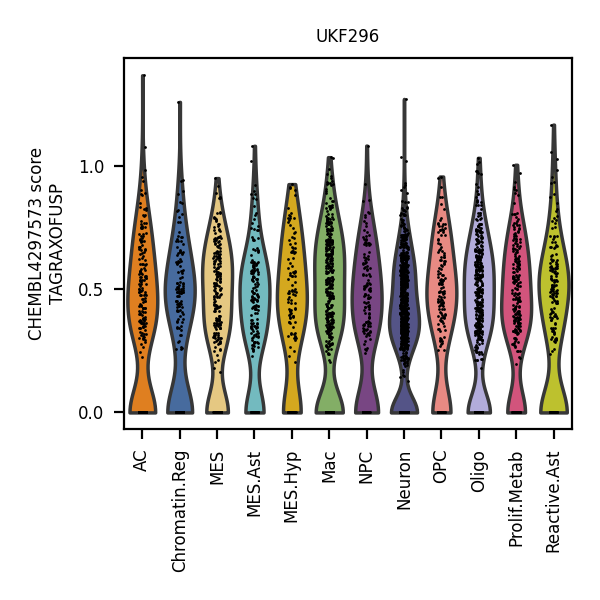 UKF296
CHEMBL4297573 score
TAGRAXOFUSP
1.0
0.5
0.0
AC
Chromatin.Reg
MES
MES.Ast
MES.Hyp
Mac
NPC
Neuron
OPC
Oligo
Prolif.Metab
Reactive.Ast